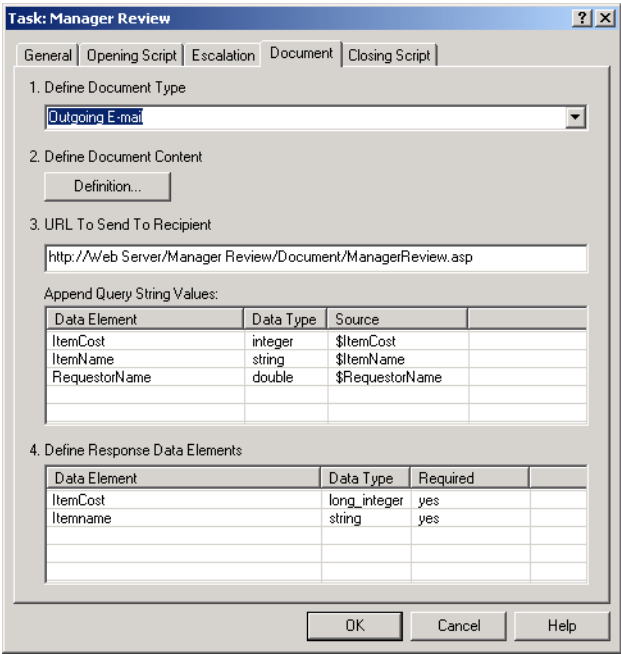 Task: Manager Review
General Opening Script Escalation Document Closing Script
1. Define Document Type
Outgoing E-mail
2. Define Document Content
Definition...
3. URL To Send To Recipient
http://Web Server/Manager Review/Document/ManagerReview.asp
Append Query String Values:
Data Element Data Type Source
ItemCost integer $ItemCost
ItemName string $ItemName
RequestorName double $RequestorName
4. Define Response Data Elements
Data Element Data Type Required
ItemCost long_integer yes
Itemname string yes
OK Cancel Help